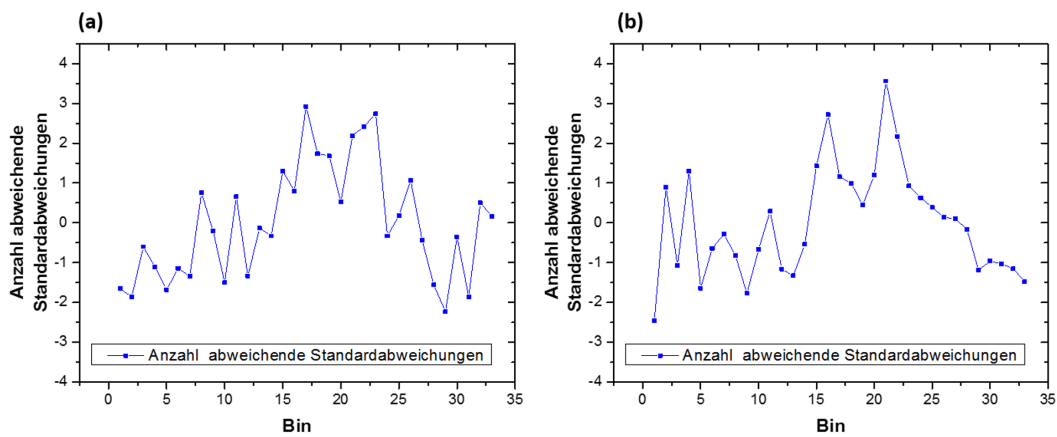 (a)
Anzahl abweichende
Standardabweichungen
4
3
2
1
0
-1
-2
-3
-4
Anzahl  abweichende Standardabweichungen
0 5 10 15 20 25 30 35
Bin
(b)
Anzahl abweichende
Standardabweichungen
4
3
2
1
0
-1
-2
-3
-4
Anzahl  abweichende Standardabweichungen
0 5 10 15 20 25 30 35
Bin